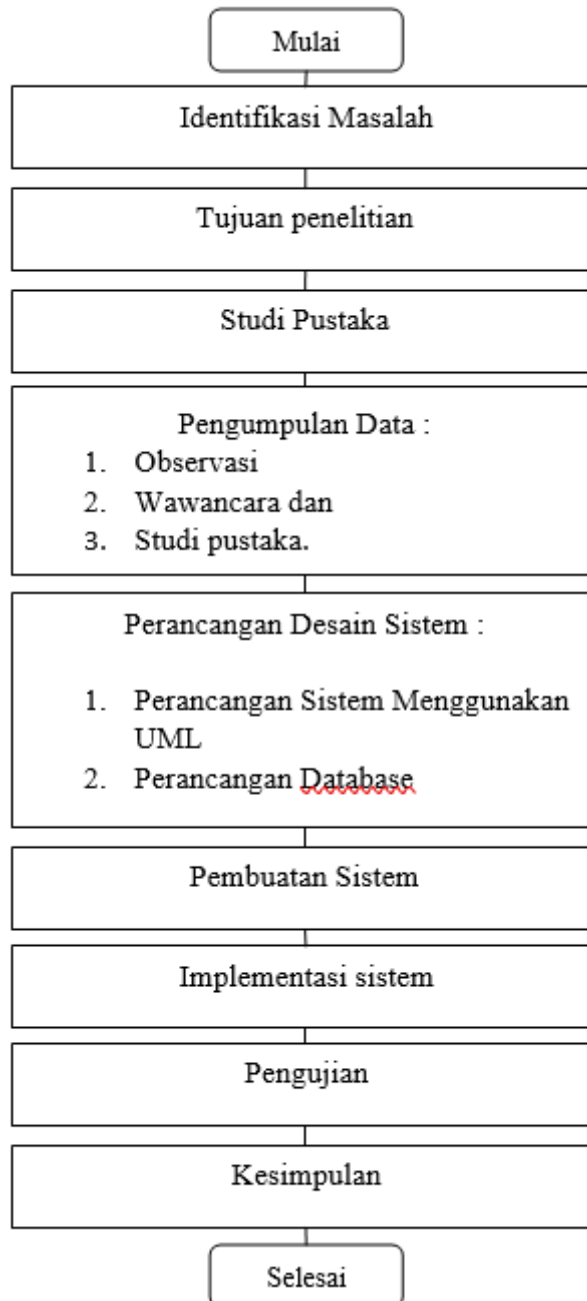 Mulai
Identifikasi Masalah
Tujuan penelitian
Studi Pustaka
Pengumpulan Data :
1. Observasi
2. Wawancara dan
3. Studi pustaka.
Perancangan Desain Sistem :
1. Perancangan Sistem Menggunakan
UML
2. Perancangan Database
Pembuatan Sistem
Implementasi sistem
Pengujian
Kesimpulan
Selesai